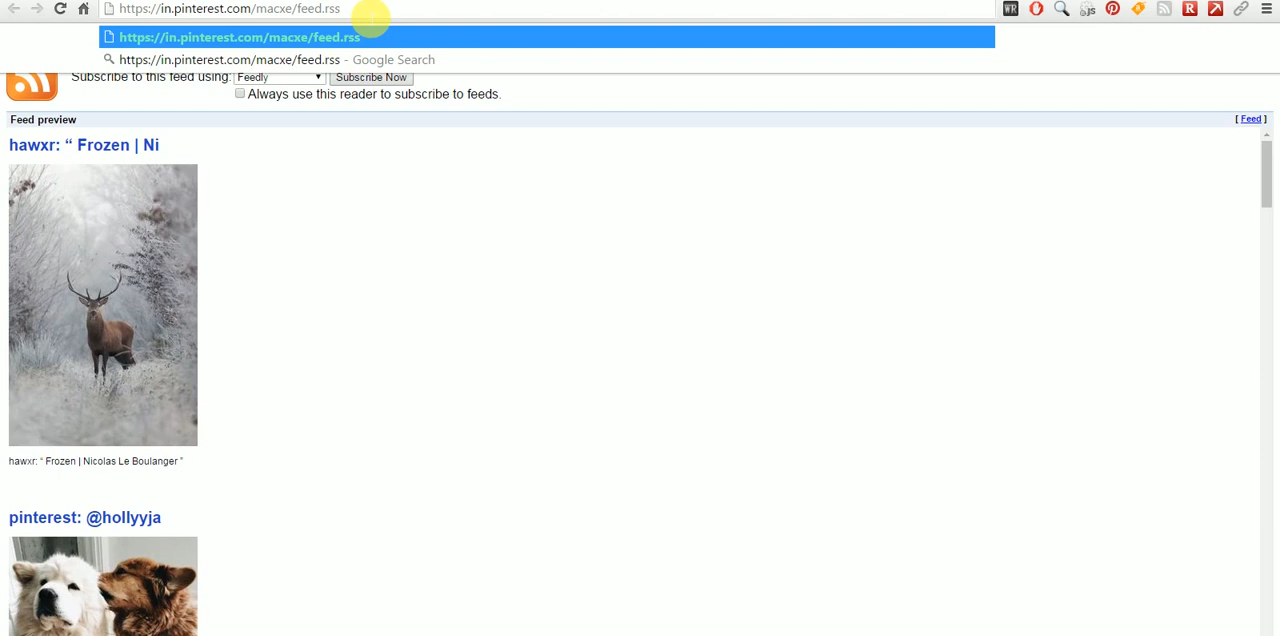 https://in.pinterest.com/macxe/feed.rss
https://in.pinterest.com/macxe/feed.rss
https://in.pinterest.com/macxe/feed.rss - Google Search
WR
js
R
Subscribe to this feed using: Feedly Subscribe Now
Always use this reader to subscribe to feeds.
Feed preview [ Feed ]
hawxr: “ Frozen | Ni
hawxr: “ Frozen | Nicolas Le Boulanger ”
pinterest: @hollyyja